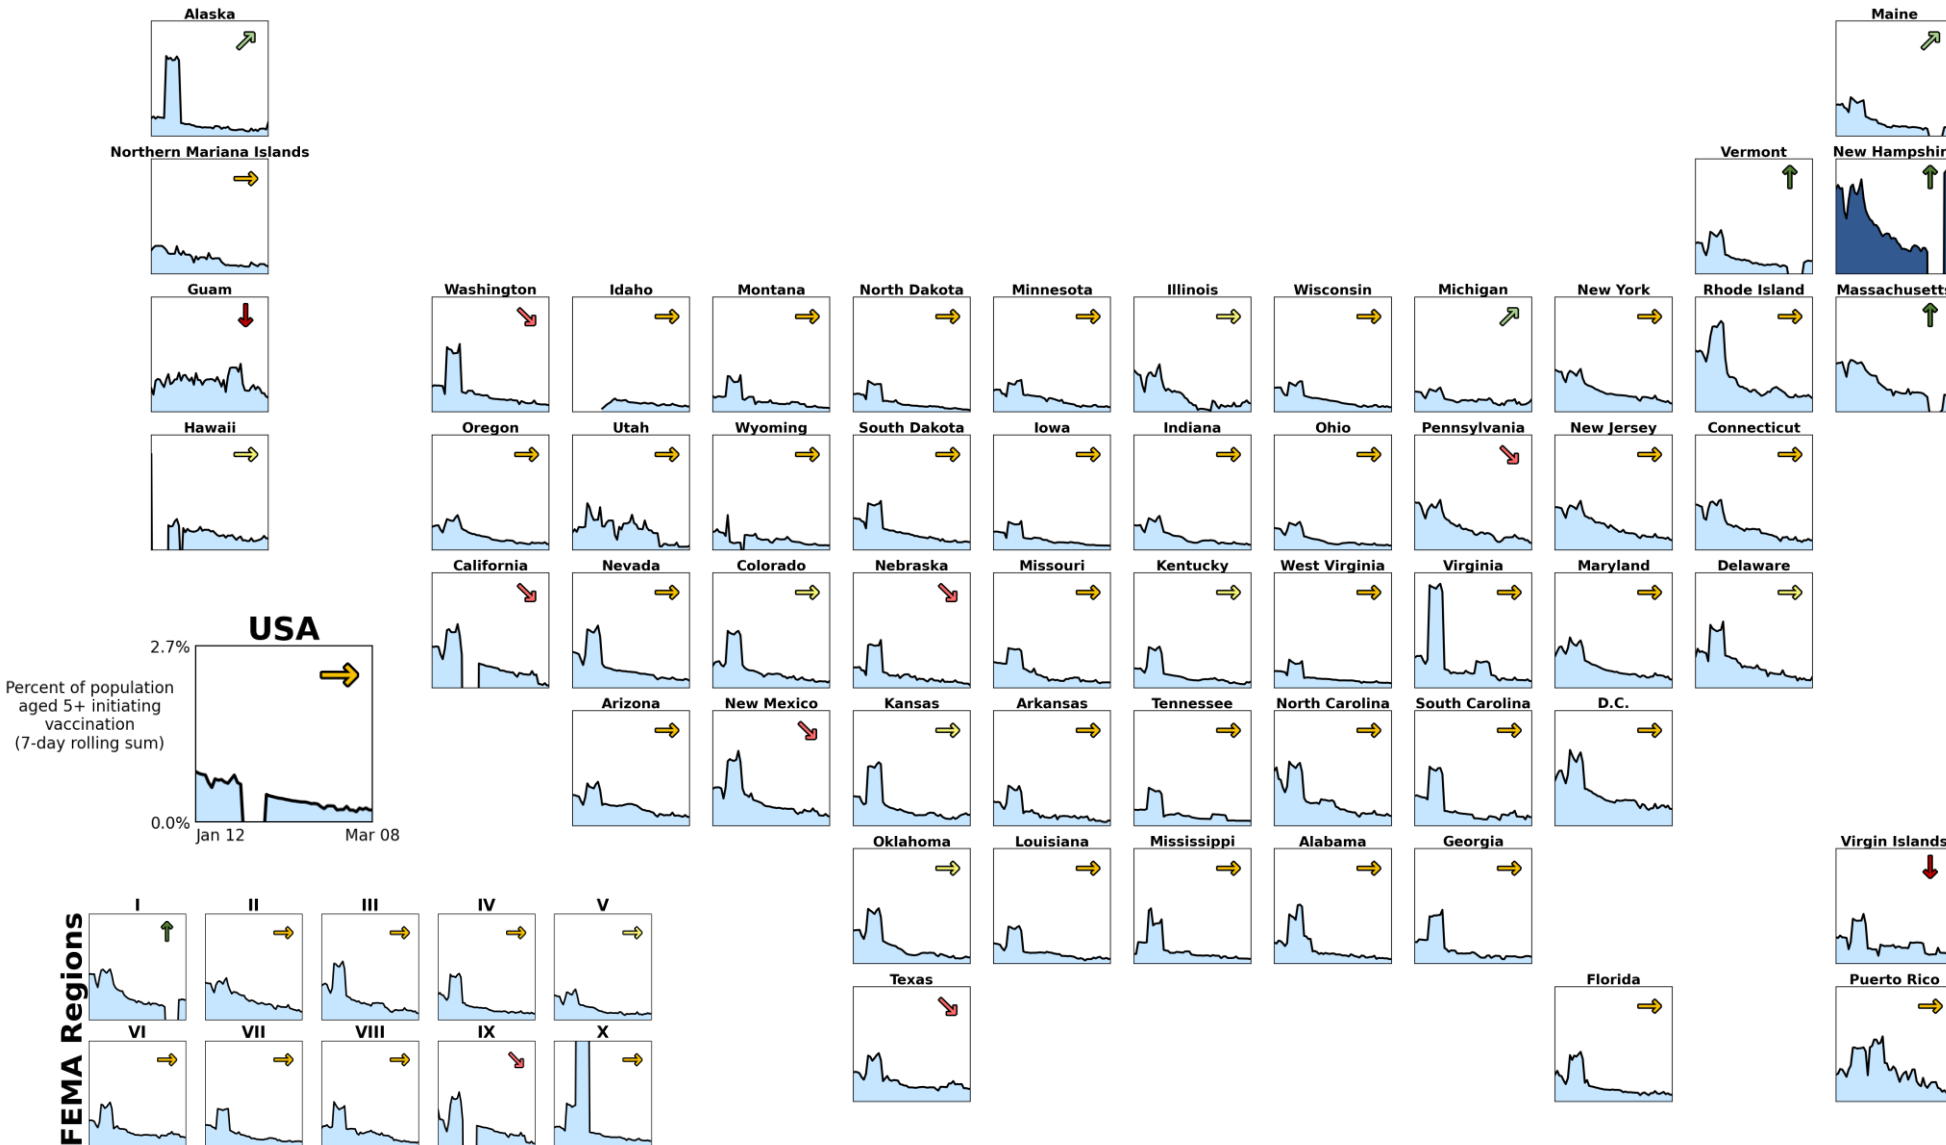 Alaska
Maine
Northern Mariana Islands
Vermont
New Hampshir
Guam
Washington
Idaho
Montana
North Dakota
Minnesota
Illinois
Wisconsin
Michigan
New York
Rhode Island
Massachusetts
Hawaii
Oregon
Utah
Wyoming
South Dakota
Iowa
Indiana
Ohio
Pennsylvania
New Jersey
Connecticut
California
Nevada
Colorado
Nebraska
Missouri
Kentucky
West Virginia
Virginia
Maryland
Delaware
USA
2.7%
Percent of population
aged 5+ initiating
vaccination
(7-day rolling sum)
0.0%
Jan 12
Mar 08
Arizona
New Mexico
Kansas
Arkansas
Tennessee
North Carolina
South Carolina
D.C.
Oklahoma
Louisiana
Mississippi
Alabama
Georgia
Virgin Islands
Texas
Florida
Puerto Rico
FEMA Regions
I
II
III
IV
V
VI
VII
VIII
IX
X